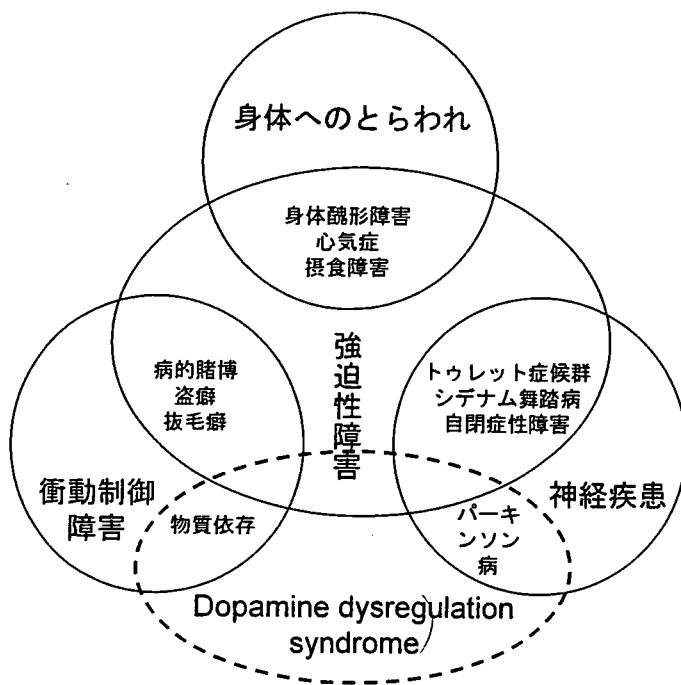 身体へのとらわれ
身体醜形障害
心気症
摂食障害
強迫性障害
病的賭博
盗癖
抜毛癖
トゥレット症候群
シデナム舞踏病
自閉症性障害
衝動制御
障害
物質依存
パーキ
ンソン
病
神経疾患
Dopamine dysregulation
syndrome